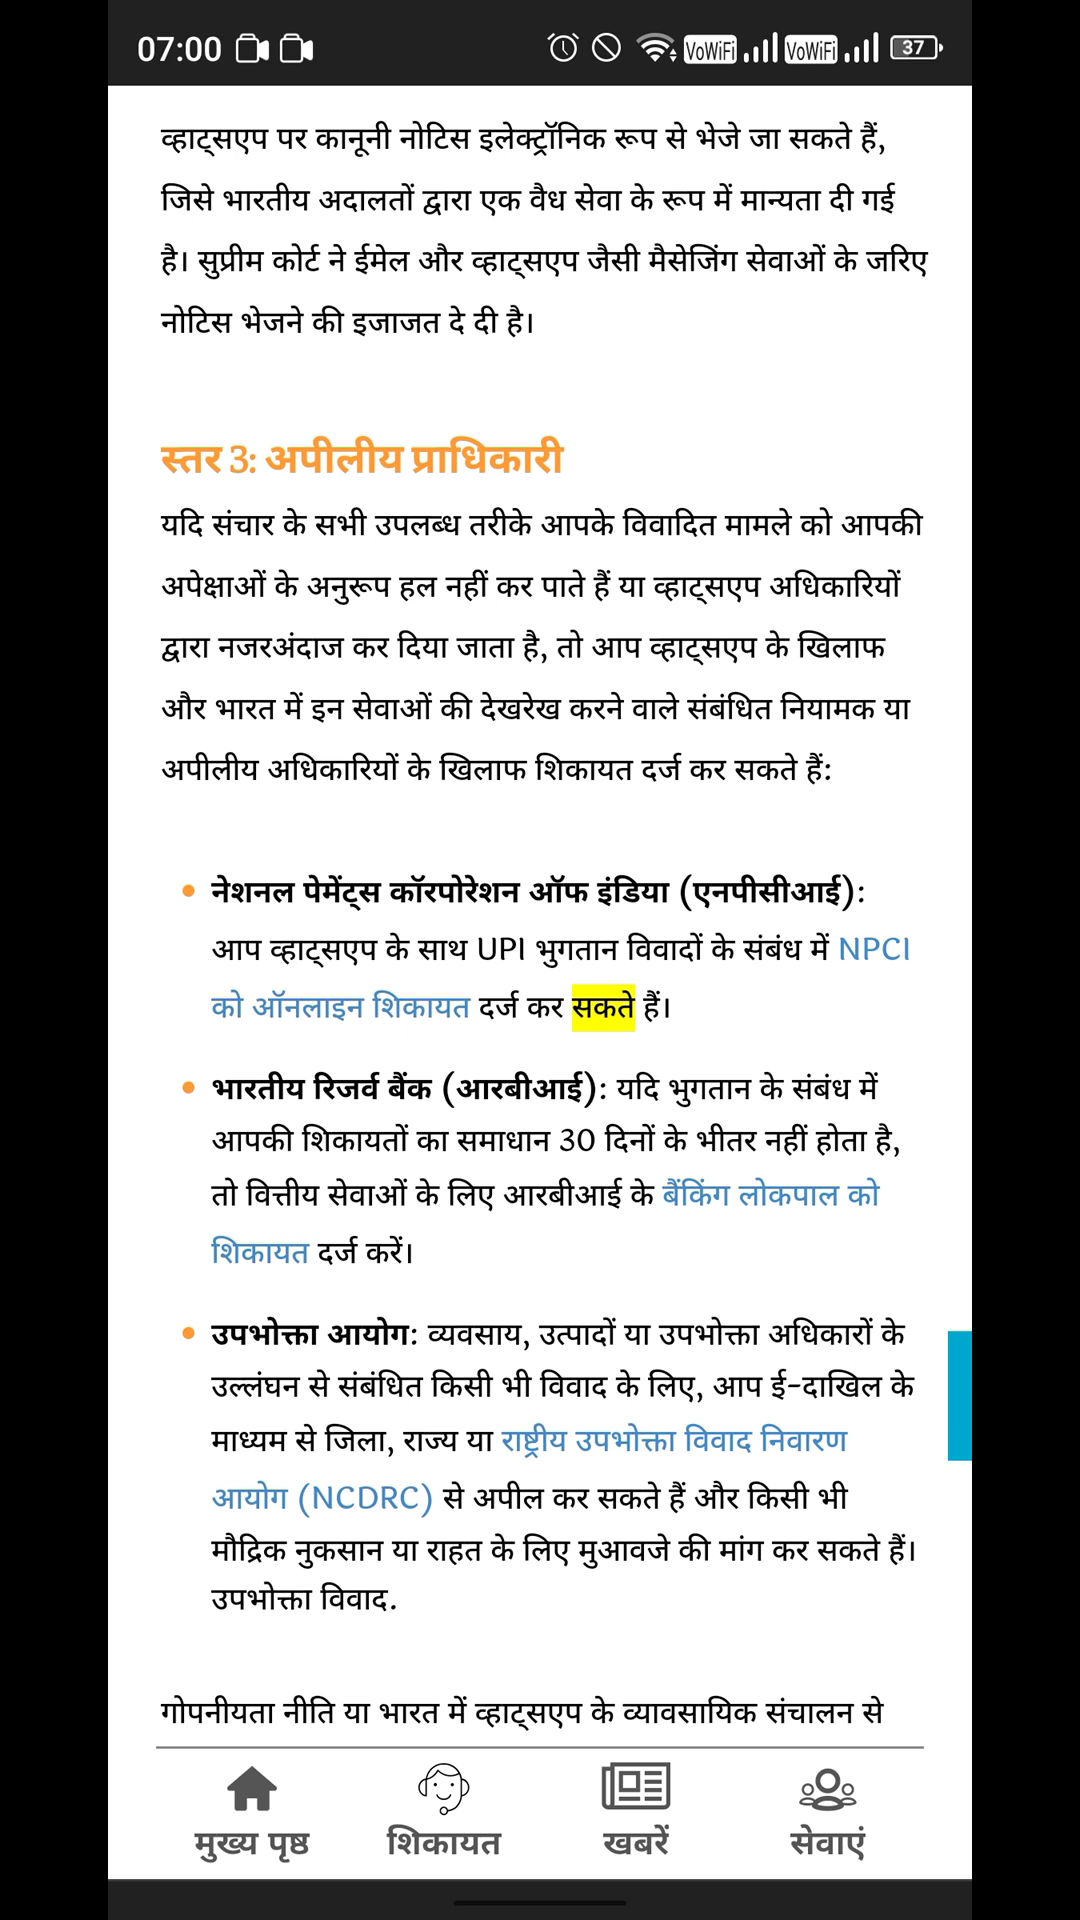 07:00
VoWiFi VoWiFi 37
व्हाट्सएप पर कानूनी नोटिस इलेक्ट्रॉनिक रूप से भेजे जा सकते हैं,
जिसे भारतीय अदालतों द्वारा एक वैध सेवा के रूप में मान्यता दी गई
है। सुप्रीम कोर्ट ने ईमेल और व्हाट्सएप जैसी मैसेजिंग सेवाओं के जरिए
नोटिस भेजने की इजाजत दे दी है।
स्तर 3: अपीलीय प्राधिकारी
यदि संचार के सभी उपलब्ध तरीके आपके विवादित मामले को आपकी
अपेक्षाओं के अनुरूप हल नहीं कर पाते हैं या व्हाट्सएप अधिकारियों
द्वारा नजरअंदाज कर दिया जाता है, तो आप व्हाट्सएप के खिलाफ
और भारत में इन सेवाओं की देखरेख करने वाले संबंधित नियामक या
अपीलीय अधिकारियों के खिलाफ शिकायत दर्ज कर सकते हैं:
• नेशनल पेमेंट्स कॉरपोरेशन ऑफ इंडिया (एनपीसीआई):
आप व्हाट्सएप के साथ UPI भुगतान विवादों के संबंध में NPCI
को ऑनलाइन शिकायत दर्ज कर सकते हैं।
• भारतीय रिजर्व बैंक (आरबीआई): यदि भुगतान के संबंध में
आपकी शिकायतों का समाधान 30 दिनों के भीतर नहीं होता है,
तो वित्तीय सेवाओं के लिए आरबीआई के बैंकिंग लोकपाल को
शिकायत दर्ज करें।
• उपभोक्ता आयोग: व्यवसाय, उत्पादों या उपभोक्ता अधिकारों के
उल्लंघन से संबंधित किसी भी विवाद के लिए, आप ई-दाखिल के
माध्यम से जिला, राज्य या राष्ट्रीय उपभोक्ता विवाद निवारण
आयोग (NCDRC) से अपील कर सकते हैं और किसी भी
मौद्रिक नुकसान या राहत के लिए मुआवजे की मांग कर सकते हैं।
उपभोक्ता विवाद.
गोपनीयता नीति या भारत में व्हाट्सएप के व्यावसायिक संचालन से
मुख्य पृष्ठ शिकायत खबरें सेवाएं